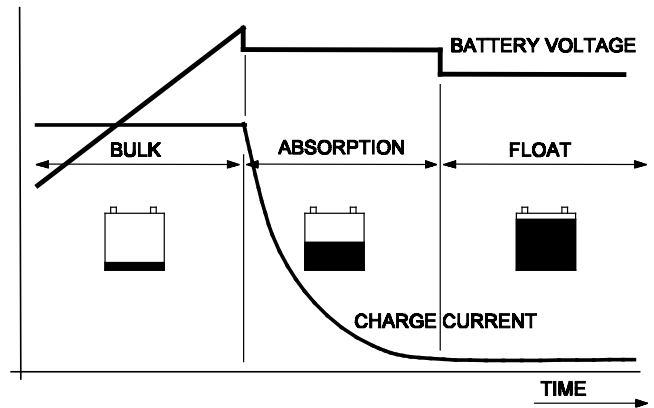 BATTERY VOLTAGE
BULK
ABSORPTION
FLOAT
CHARGE CURRENT
TIME